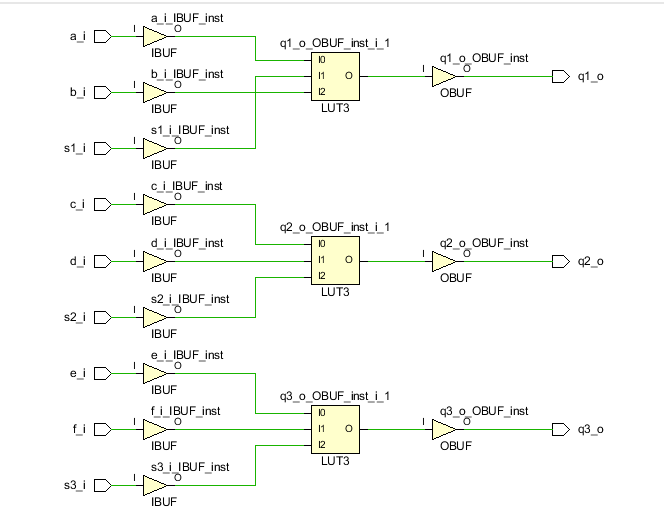 a_i_IBUF_inst
a_i I O
IBUF
q1_o_OBUF_inst_i_1
I0
I1 O
I2
LUT3
q1_o_OBUF_inst
I O q1_o
OBUF
b_i_IBUF_inst
b_i I O
IBUF
s1_i_IBUF_inst
s1_i I O
IBUF
c_i_IBUF_inst
c_i I O
IBUF
q2_o_OBUF_inst_i_1
I0
I1 O
I2
LUT3
q2_o_OBUF_inst
I O q2_o
OBUF
d_i_IBUF_inst
d_i I O
IBUF
s2_i_IBUF_inst
s2_i I O
IBUF
e_i_IBUF_inst
e_i I O
IBUF
q3_o_OBUF_inst_i_1
I0
I1 O
I2
LUT3
q3_o_OBUF_inst
I O q3_o
OBUF
f_i_IBUF_inst
f_i I O
IBUF
s3_i_IBUF_inst
s3_i I O
IBUF